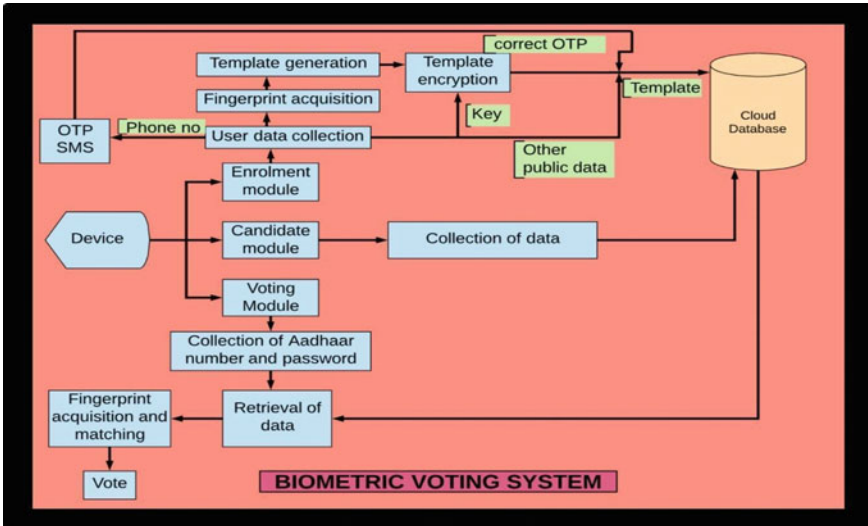 correct OTP
Template generation
Template
encryption
Template
Cloud
Database
Fingerprint acquisition
Key
OTP
SMS
Phone no
User data collection
Other
public data
Enrolment
module
Device
Candidate
module
Collection of data
Voting
Module
Collection of Aadhaar
number and password
Fingerprint
acquisition and
matching
Retrieval of
data
Vote
BIOMETRIC VOTING SYSTEM